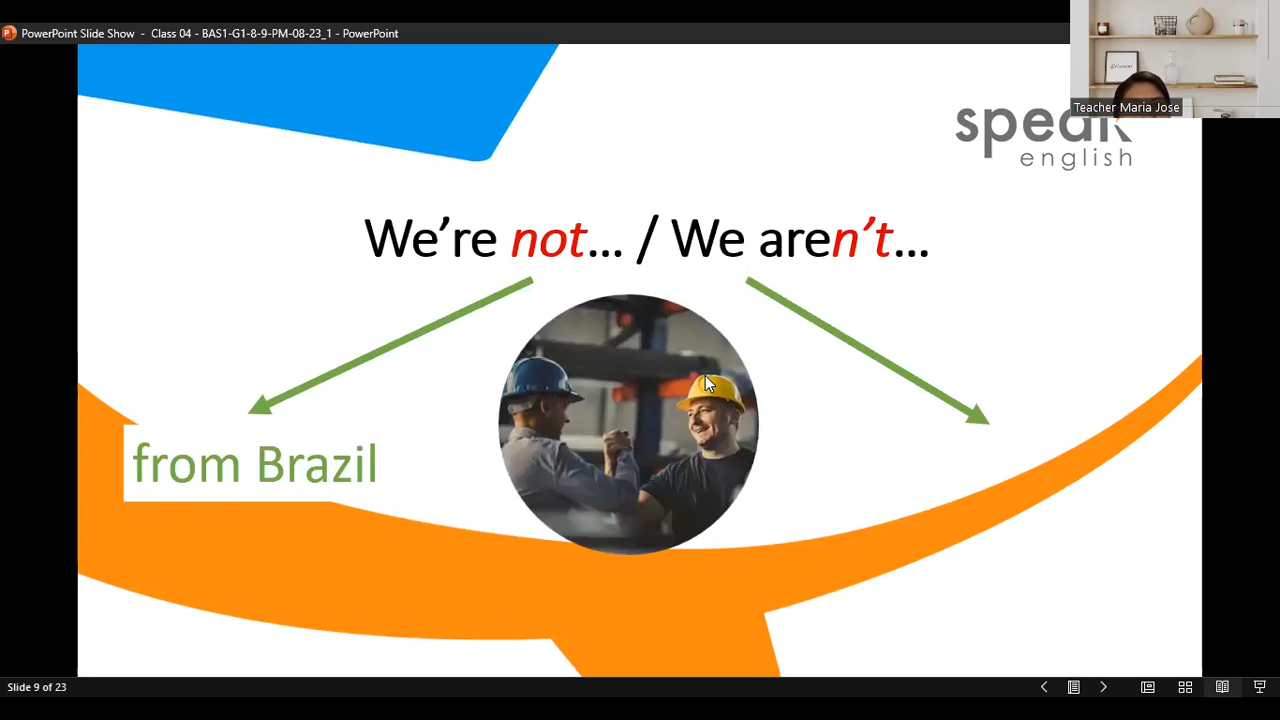 PowerPoint Slide Show - Class 04 - BAS1-G1-8-9-PM-08-23_1 - PowerPoint
Teacher Maria Jose
speak
english
We're not... / We aren't...
from Brazil
Slide 9 of 23